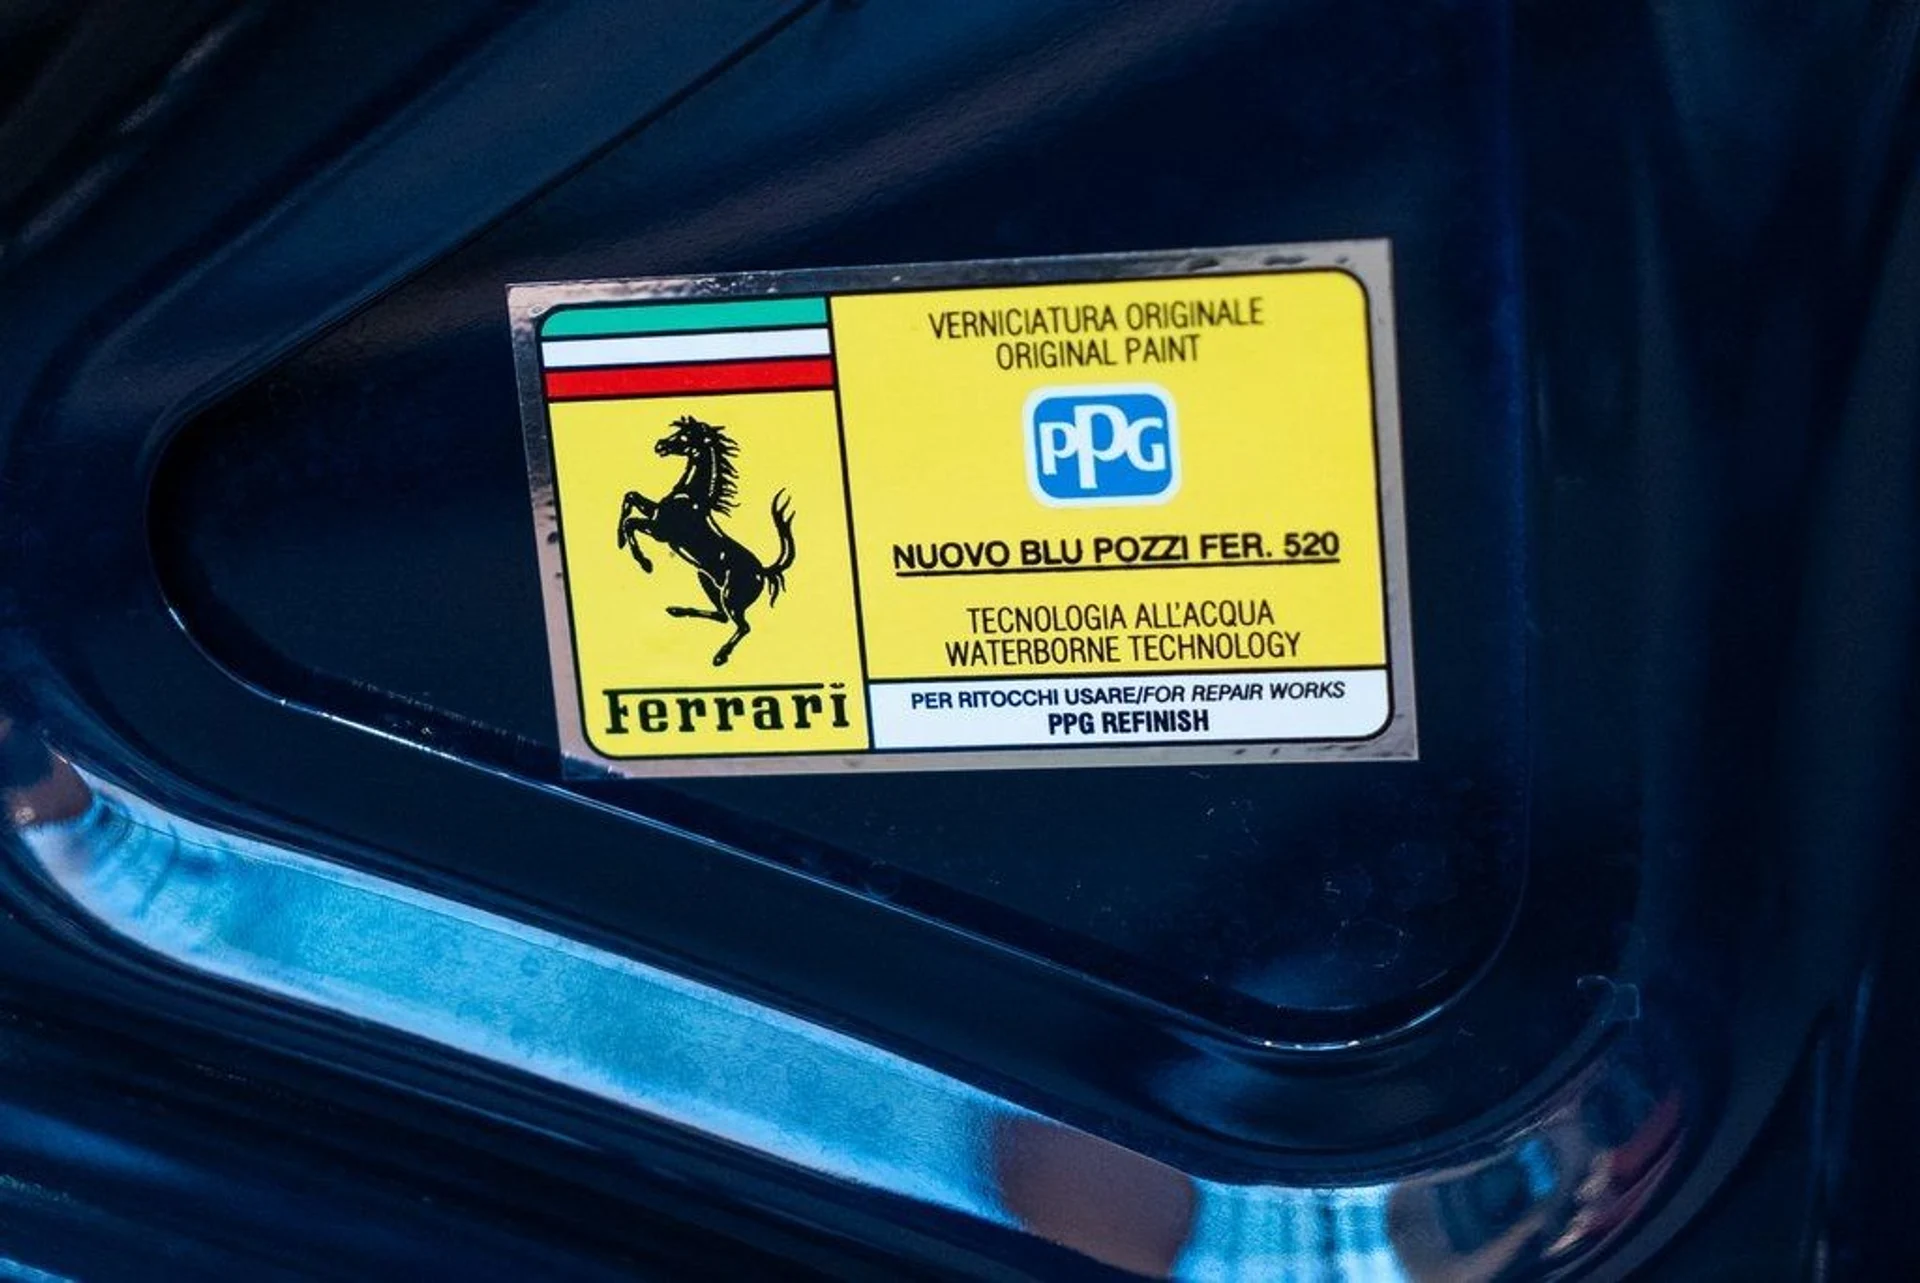 Ferrari
VERNICIATURA ORIGINALE
ORIGINAL PAINT
PPG
NUOVO BLU POZZI FER. 520
TECNOLOGIA ALL'ACQUA
WATERBORNE TECHNOLOGY
PER RITOCCHI USARE/FOR REPAIR WORKS
PPG REFINISH